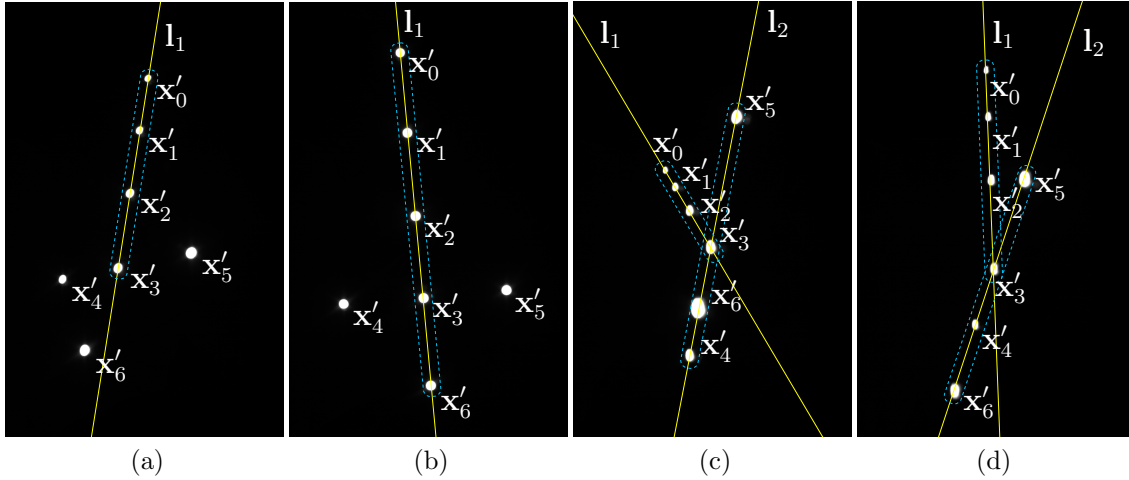 l₁
x′₀
x′₁
x′₂
x′₃
x′₄
x′₅
x′₆
(a)
l₁
x′₀
x′₁
x′₂
x′₃
x′₄
x′₅
x′₆
(b)
l₁
l₂
x′₅
x′₀
x′₁
x′₂
x′₃
x′₆
x′₄
(c)
l₁
l₂
x′₀
x′₁
x′₂
x′₅
x′₃
x′₄
x′₆
(d)